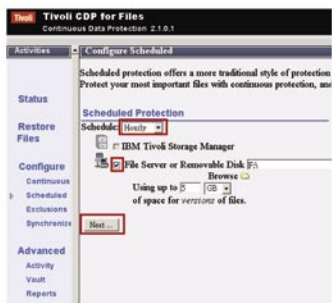 Tivoli Tivoli CDP for Files
Continuous Data Protection 2.1.0.1
Activities
Configure Scheduled
Scheduled protection offers a more traditional style of protection
Protect your most important files with continuous protection, and
Status
Scheduled Protection
Schedule: Hourly
Restore Files
IBM Tivoli Storage Manager
File Server or Removable Disk F:\
Browse
Using up to 5 GB
of space for versions of files.
Next ...
Configure
Continuous
Scheduled
Exclusions
Synchronize
Advanced
Activity
Vault
Reports